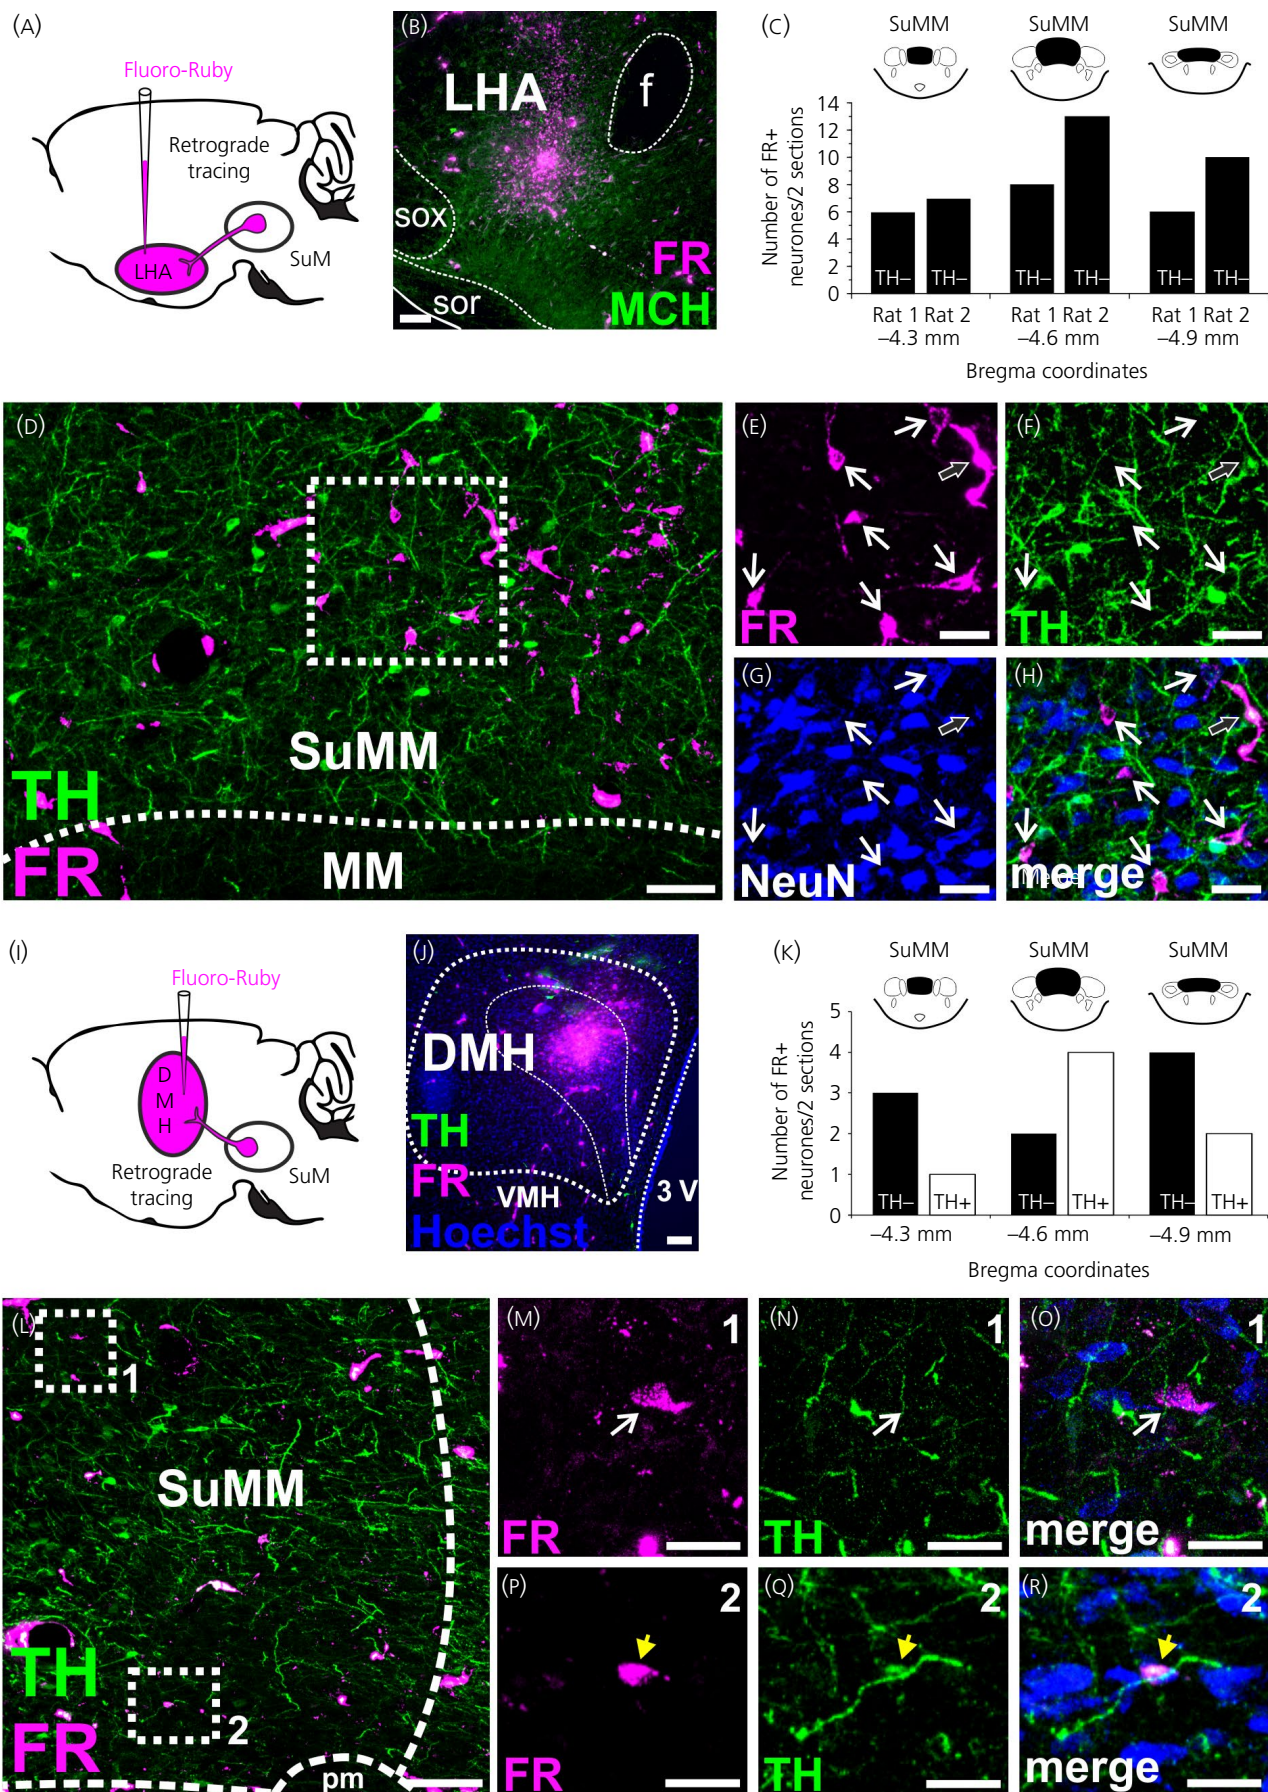 (A)
Fluoro-Ruby
Retrograde
tracing
LHA
SuM
(B)
LHA
f
sox
sor
FR
MCH
(C)
SuMM SuMM SuMM
Number of FR+
neurones/2 sections
14
12
10
8
6
4
2
0
TH– TH– TH– TH– TH– TH–
Rat 1 Rat 2 Rat 1 Rat 2 Rat 1 Rat 2
–4.3 mm –4.6 mm –4.9 mm
Bregma coordinates
(D)
SuMM
TH
FR
MM
(E)
FR
(F)
TH
(G)
NeuN
(H)
merge
(I)
Fluoro-Ruby
D
M
H
Retrograde
tracing
SuM
(J)
DMH
TH
FR
VMH
3 V
Hoechst
(K)
SuMM SuMM SuMM
Number of FR+
neurones/2 sections
5
4
3
2
1
0
TH– TH+ TH– TH+ TH– TH+
–4.3 mm –4.6 mm –4.9 mm
Bregma coordinates
(L)
1
SuMM
TH
2
FR
pm
(M)
1
FR
(N)
1
TH
(O)
1
merge
(P)
2
FR
(Q)
2
TH
(R)
2
merge